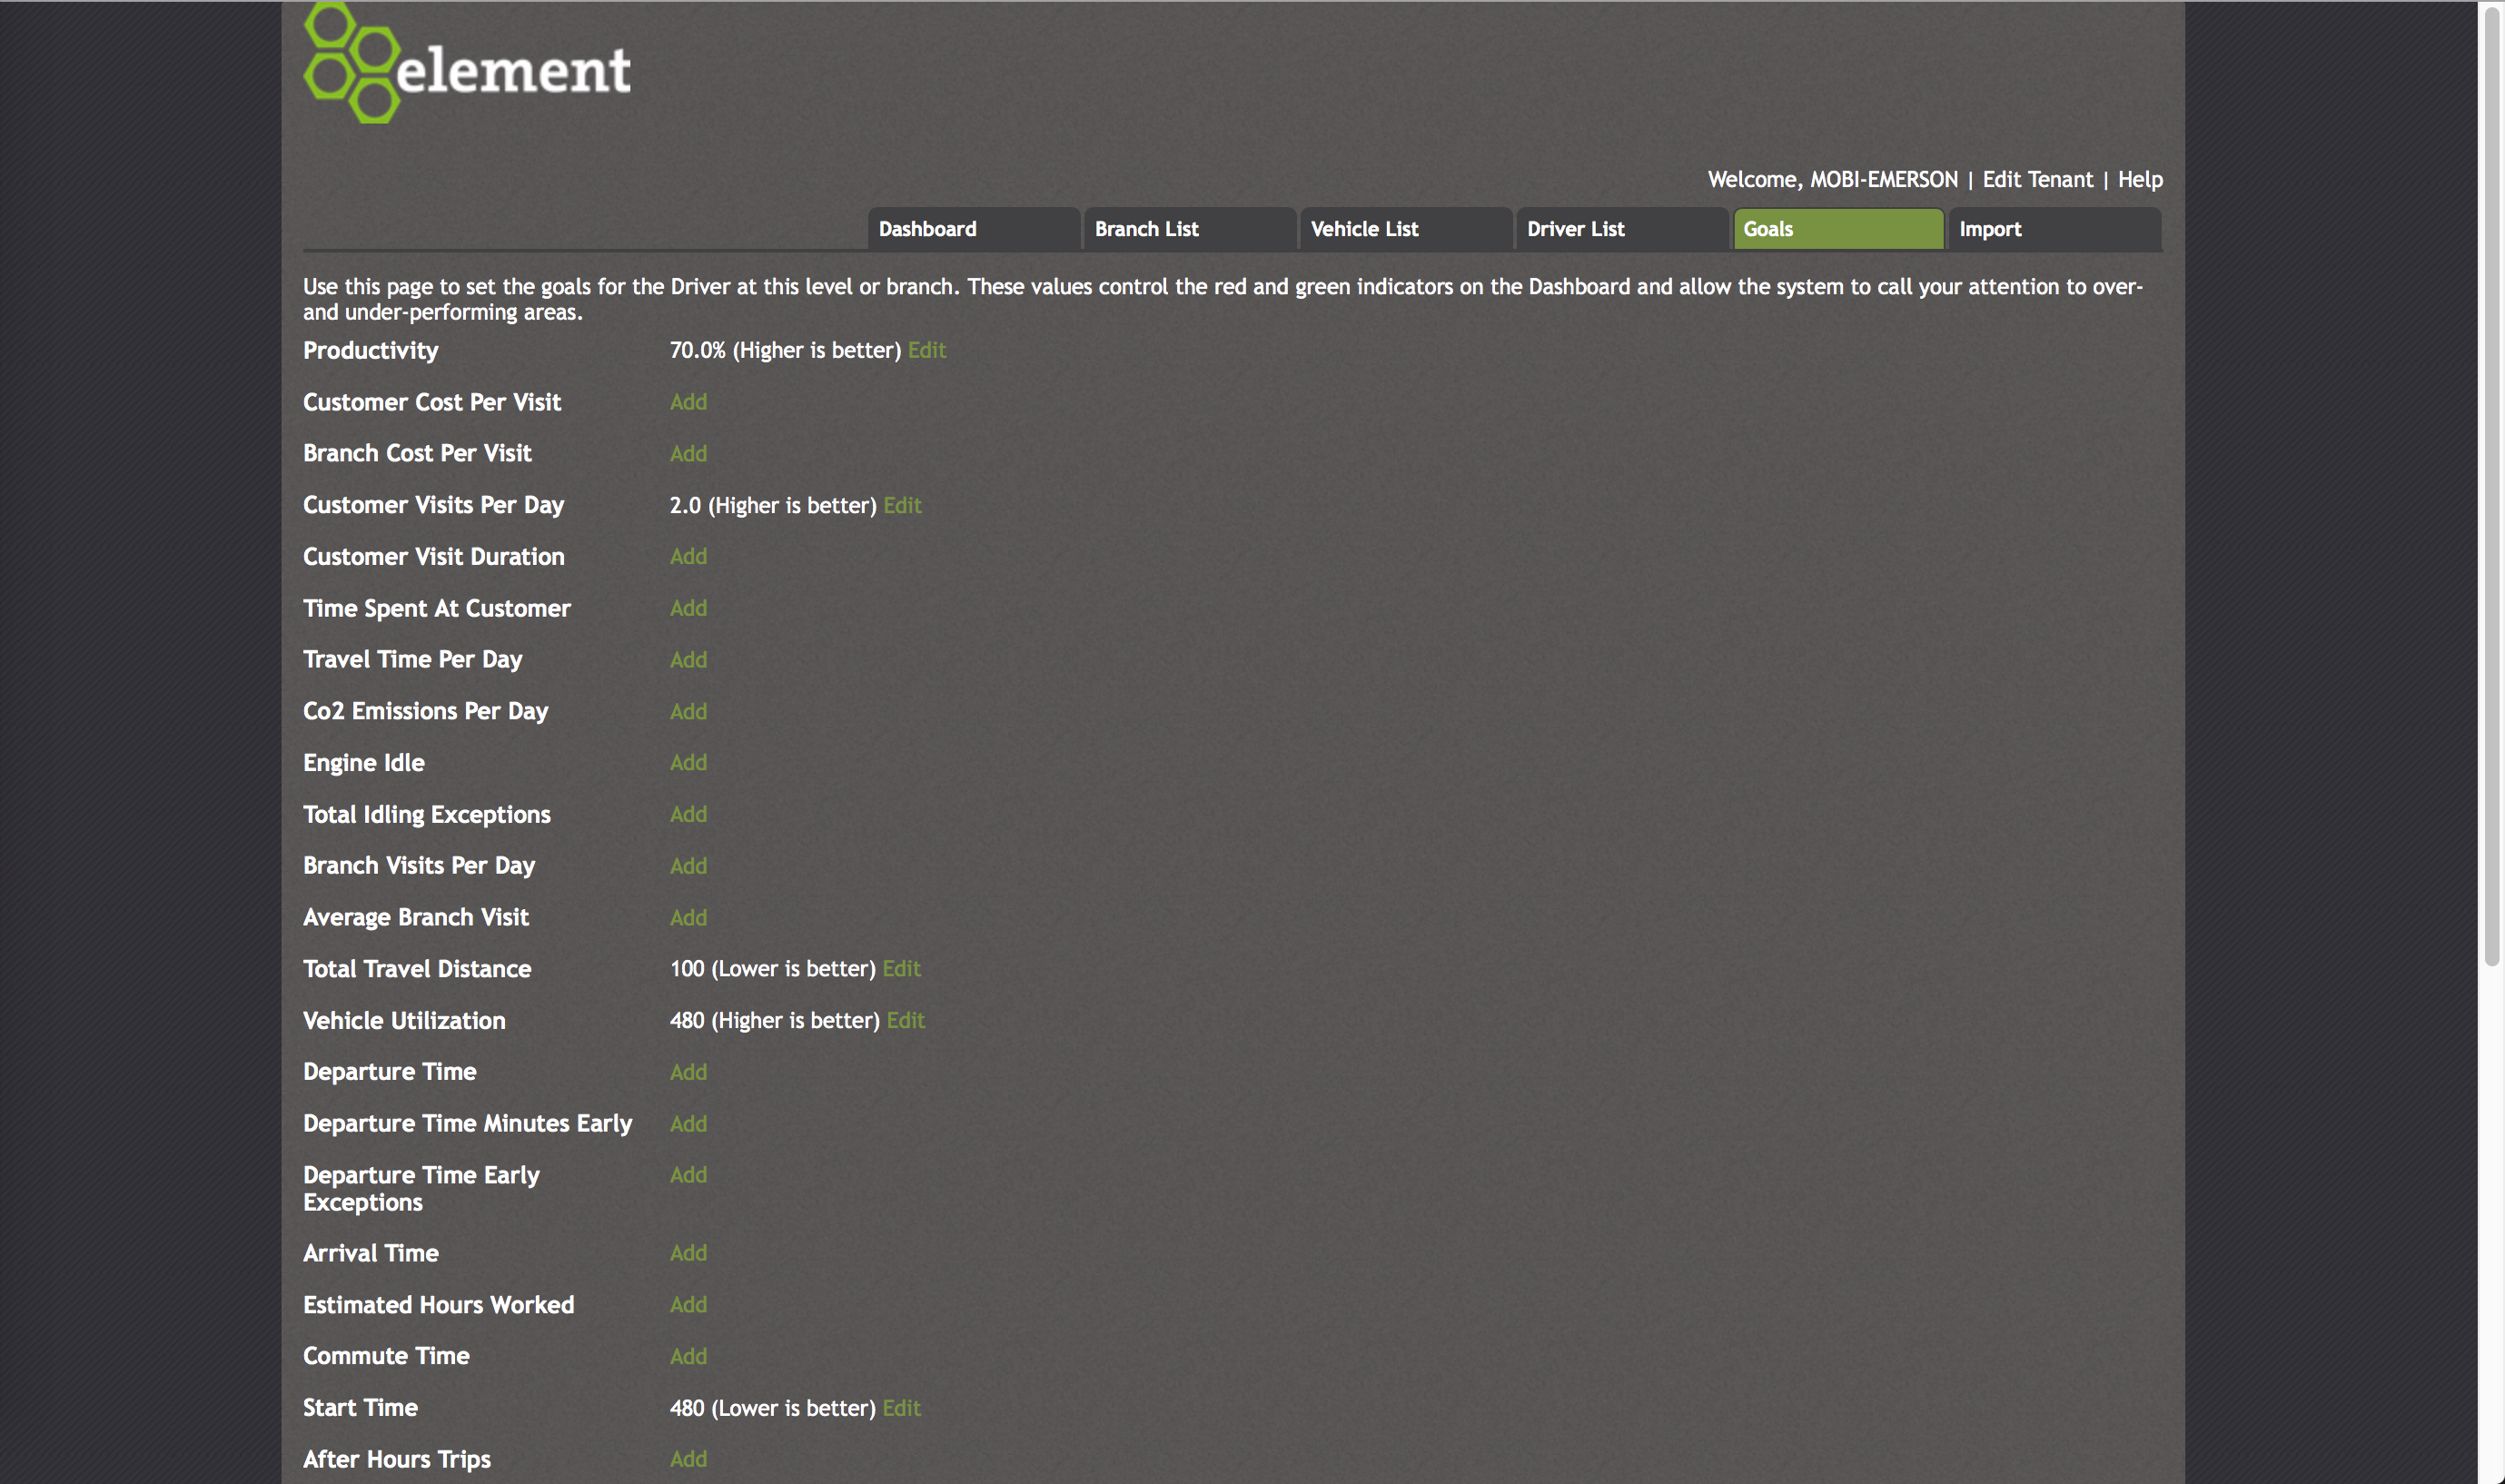 element
Welcome, MOBI-EMERSON | Edit Tenant | Help
Dashboard Branch List Vehicle List Driver List Goals Import
Use this page to set the goals for the Driver at this level or branch. These values control the red and green indicators on the Dashboard and allow the system to call your attention to over-
and under-performing areas.
Productivity 70.0% (Higher is better) Edit
Customer Cost Per Visit Add
Branch Cost Per Visit Add
Customer Visits Per Day 2.0 (Higher is better) Edit
Customer Visit Duration Add
Time Spent At Customer Add
Travel Time Per Day Add
Co2 Emissions Per Day Add
Engine Idle Add
Total Idling Exceptions Add
Branch Visits Per Day Add
Average Branch Visit Add
Total Travel Distance 100 (Lower is better) Edit
Vehicle Utilization 480 (Higher is better) Edit
Departure Time Add
Departure Time Minutes Early Add
Departure Time Early Add
Exceptions
Arrival Time Add
Estimated Hours Worked Add
Commute Time Add
Start Time 480 (Lower is better) Edit
After Hours Trips Add